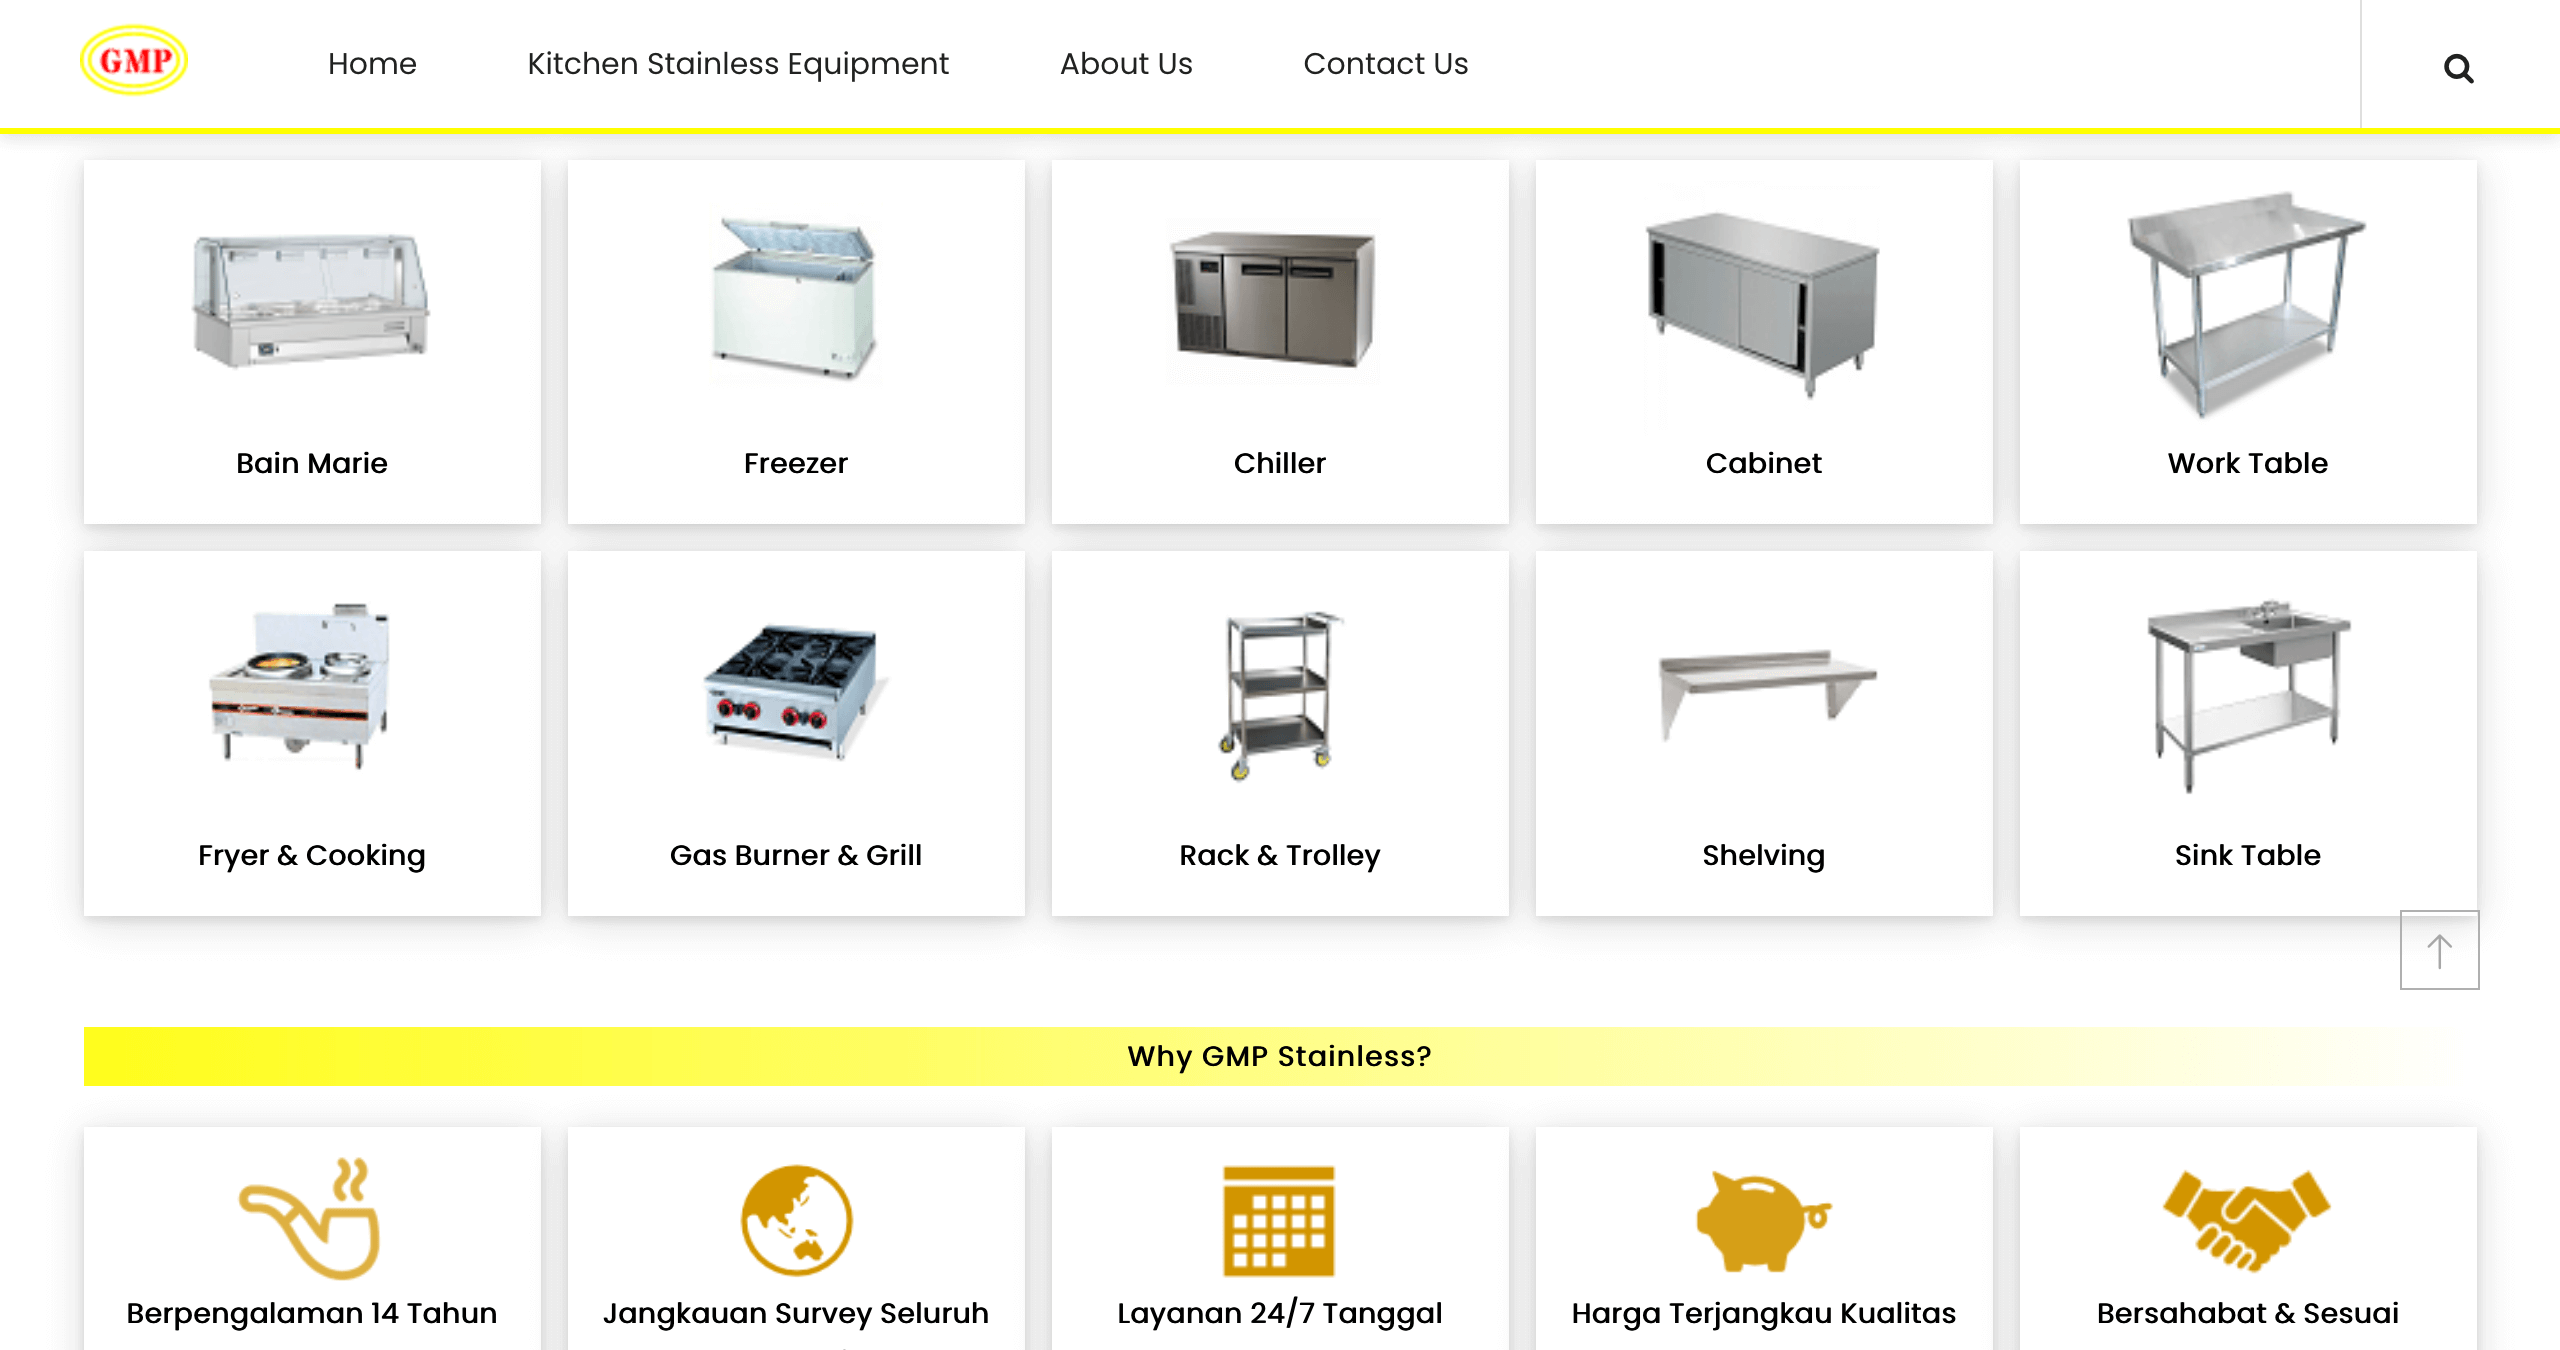 GMP
Home
Kitchen Stainless Equipment
About Us
Contact Us
Bain Marie
Freezer
Chiller
Cabinet
Work Table
Fryer & Cooking
Gas Burner & Grill
Rack & Trolley
Shelving
Sink Table
Why GMP Stainless?
Berpengalaman 14 Tahun
Jangkauan Survey Seluruh
Layanan 24/7 Tanggal
Harga Terjangkau Kualitas
Bersahabat & Sesuai